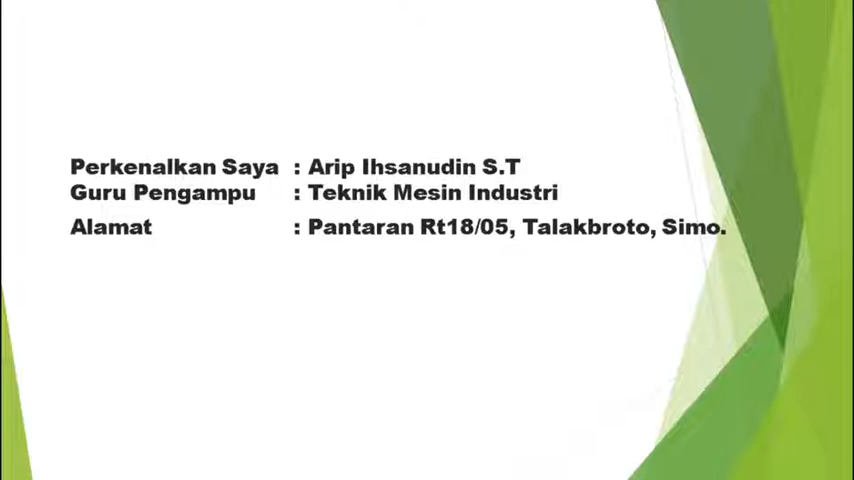 Perkenalkan Saya : Arip Ihsanudin S.T
Guru Pengampu : Teknik Mesin Industri
Alamat : Pantaran Rt18/05, Talakbroto, Simo.